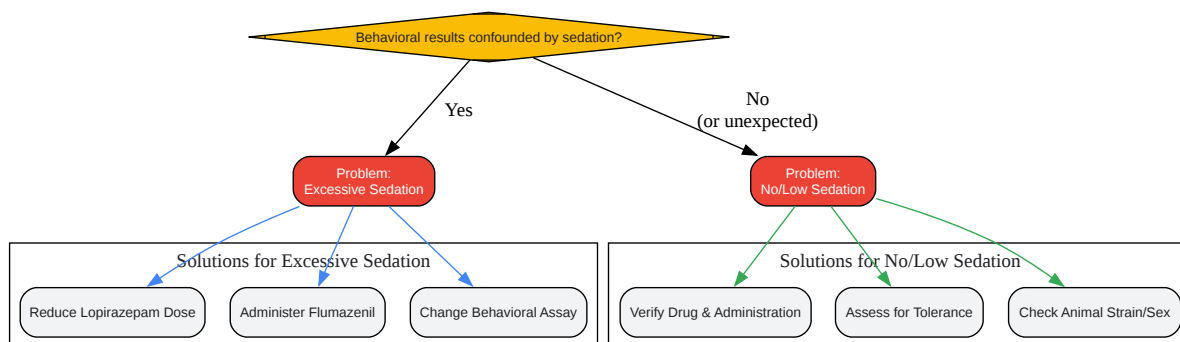 Behavioral results confounded by sedation?
Yes
No
(or unexpected)
Problem:
Excessive Sedation
Problem:
No/Low Sedation
Solutions for Excessive Sedation
Solutions for No/Low Sedation
Reduce Lopirazepam Dose
Administer Flumazenil
Change Behavioral Assay
Verify Drug & Administration
Assess for Tolerance
Check Animal Strain/Sex